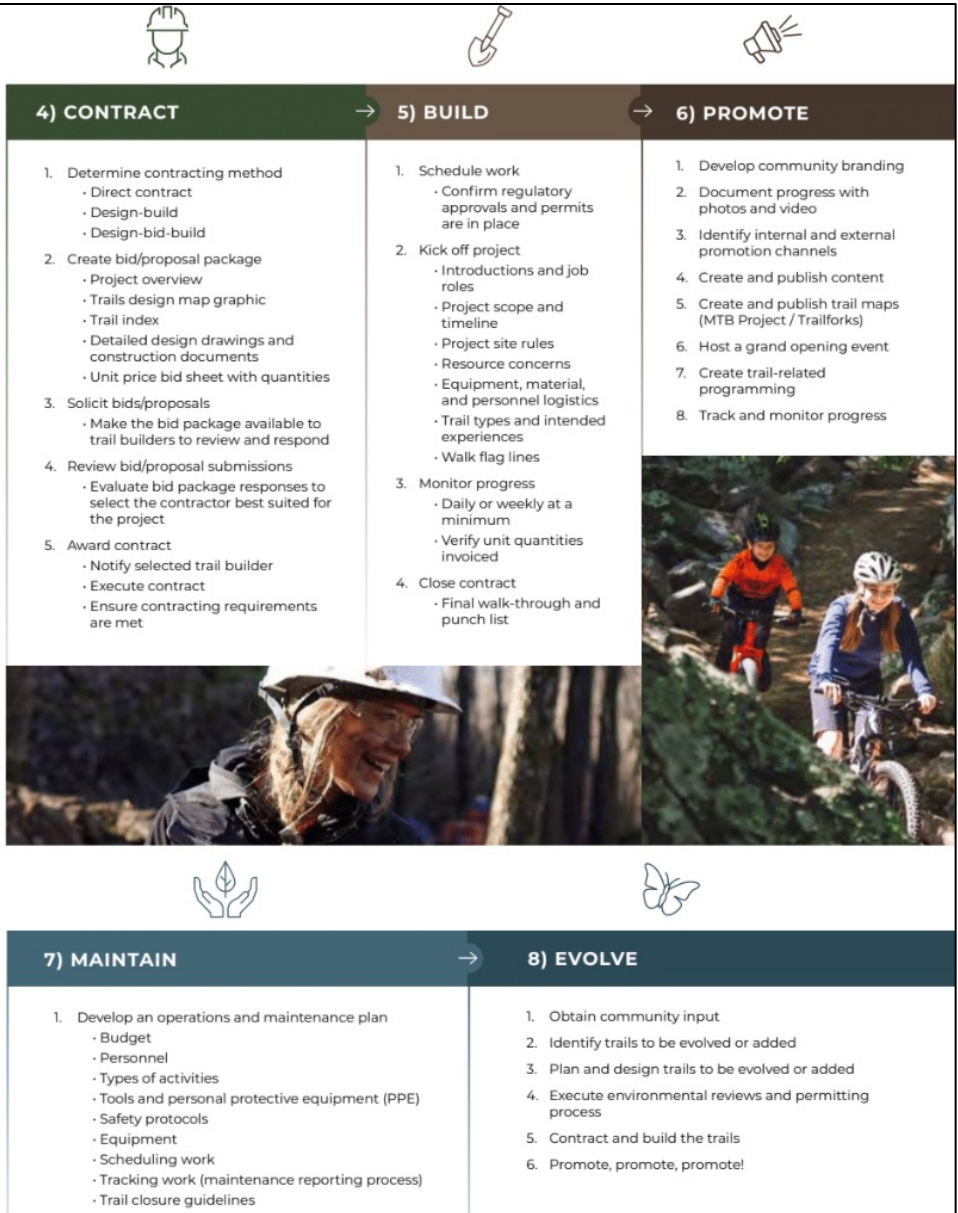 4) CONTRACT
1. Determine contracting method
· Direct contract
· Design-build
· Design-bid-build
2. Create bid/proposal package
· Project overview
· Trails design map graphic
· Trail index
· Detailed design drawings and
construction documents
· Unit price bid sheet with quantities
3. Solicit bids/proposals
· Make the bid package available to
trail builders to review and respond
4. Review bid/proposal submissions
· Evaluate bid package responses to
select the contractor best suited for
the project
5. Award contract
· Notify selected trail builder
· Execute contract
· Ensure contracting requirements
are met
→ 5) BUILD
1. Schedule work
· Confirm regulatory
approvals and permits
are in place
2. Kick off project
· Introductions and job
roles
· Project scope and
timeline
· Project site rules
· Resource concerns
· Equipment, material,
and personnel logistics
· Trail types and intended
experiences
· Walk flag lines
3. Monitor progress
· Daily or weekly at a
minimum
· Verify unit quantities
invoiced
4. Close contract
· Final walk-through and
punch list
→ 6) PROMOTE
1. Develop community branding
2. Document progress with
photos and video
3. Identify internal and external
promotion channels
4. Create and publish content
5. Create and publish trail maps
(MTB Project / Trailforks)
6. Host a grand opening event
7. Create trail-related
programming
8. Track and monitor progress
7) MAINTAIN
1. Develop an operations and maintenance plan
· Budget
· Personnel
· Types of activities
· Tools and personal protective equipment (PPE)
· Safety protocols
· Equipment
· Scheduling work
· Tracking work (maintenance reporting process)
· Trail closure guidelines
→ 8) EVOLVE
1. Obtain community input
2. Identify trails to be evolved or added
3. Plan and design trails to be evolved or added
4. Execute environmental reviews and permitting
process
5. Contract and build the trails
6. Promote, promote, promote!